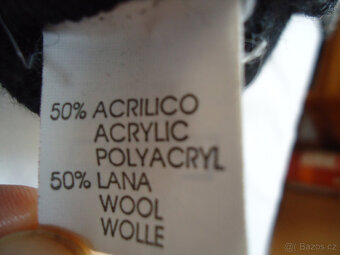 50% ACRILICO
ACRYLIC
POLYACRYL
50% LANA
WOOL
WOLLE
© Bazos.cz